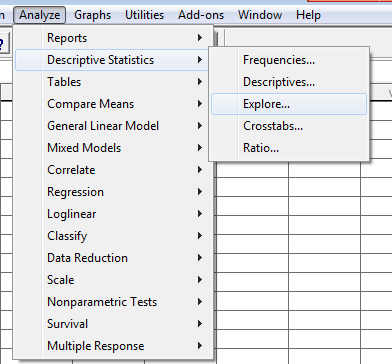 Analyze Graphs Utilities Add-ons Window Help
?
Reports
Descriptive Statistics
Tables
Compare Means
General Linear Model
Mixed Models
Correlate
Regression
Loglinear
Classify
Data Reduction
Scale
Nonparametric Tests
Survival
Multiple Response
Frequencies...
Descriptives...
Explore...
Crosstabs...
Ratio...